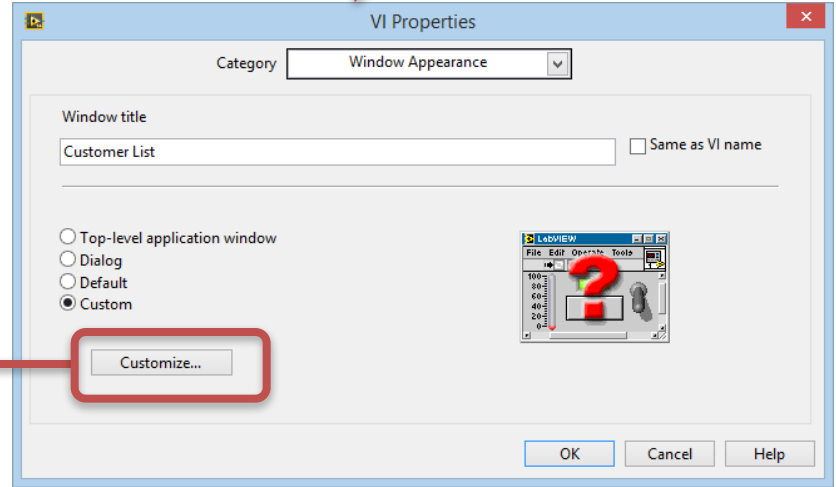 VI Properties
Category Window Appearance
Window title
Customer List
Same as VI name
Top-level application window
Dialog
Default
Custom
LabVIEW
File Edit Operate Tools
100
80
60
40
20
0
Customize...
OK Cancel Help